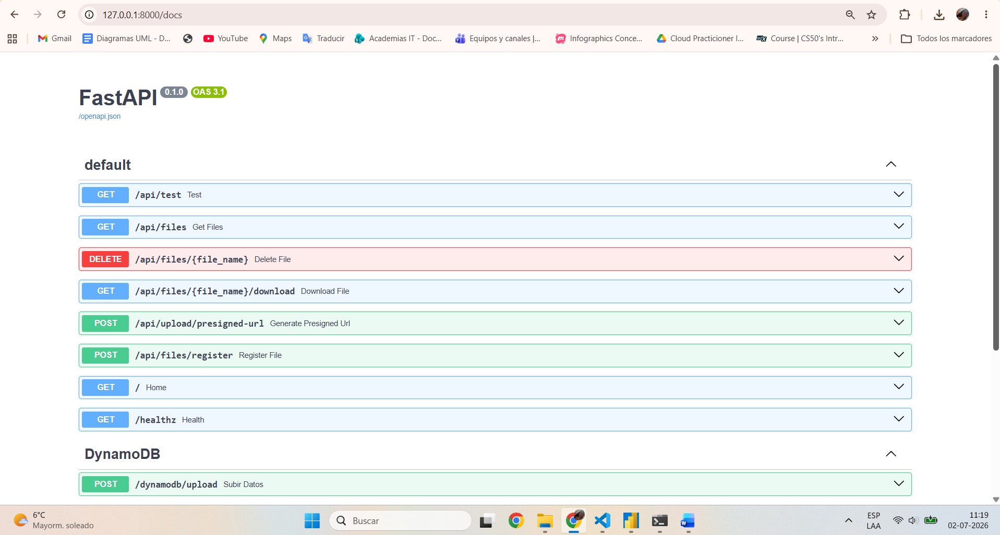 127.0.0.1:8000/docs
Gmail
Diagramas UML - D...
YouTube
Maps
Traducir
Academias IT - Doc...
Equipos y canales |...
Infographics Conce...
Cloud Practicioner I...
edX Course | CS50's Intr...
Todos los marcadores
FastAPI 0.1.0 OAS 3.1
/openapi.json
default
GET /api/test Test
GET /api/files Get Files
DELETE /api/files/{file_name} Delete File
GET /api/files/{file_name}/download Download File
POST /api/upload/presigned-url Generate Presigned Url
POST /api/files/register Register File
GET / Home
GET /healthz Health
DynamoDB
POST /dynamodb/upload Subir Datos
6°C
Mayorm. soleado
Buscar
ESP
LAA
11:19
02-07-2026